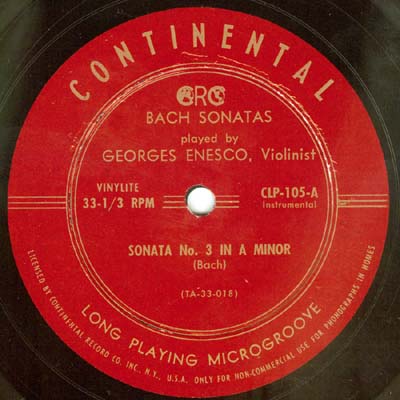 CONTINENTAL
CRC
BACH SONATAS
played by
GEORGES ENESCO, Violinist
VINYLITE
33-1/3 RPM
CLP-105-A
Instrumental
SONATA No. 3 IN A MINOR
(Bach)
(TA-33-018)
LONG PLAYING MICROGROOVE
LICENSED BY CONTINENTAL RECORD CO. INC. N.Y., U.S.A. ONLY FOR NON-COMMERCIAL USE FOR PHONOGRAPHS IN HOMES